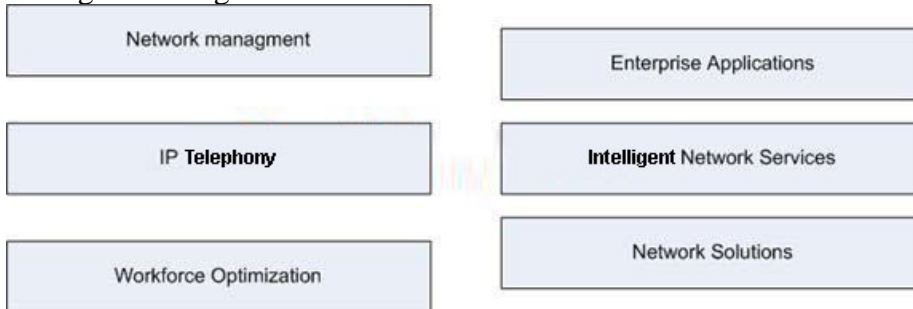 Network managment
Enterprise Applications
IP Telephony
Intelligent Network Services
Network Solutions
Workforce Optimization